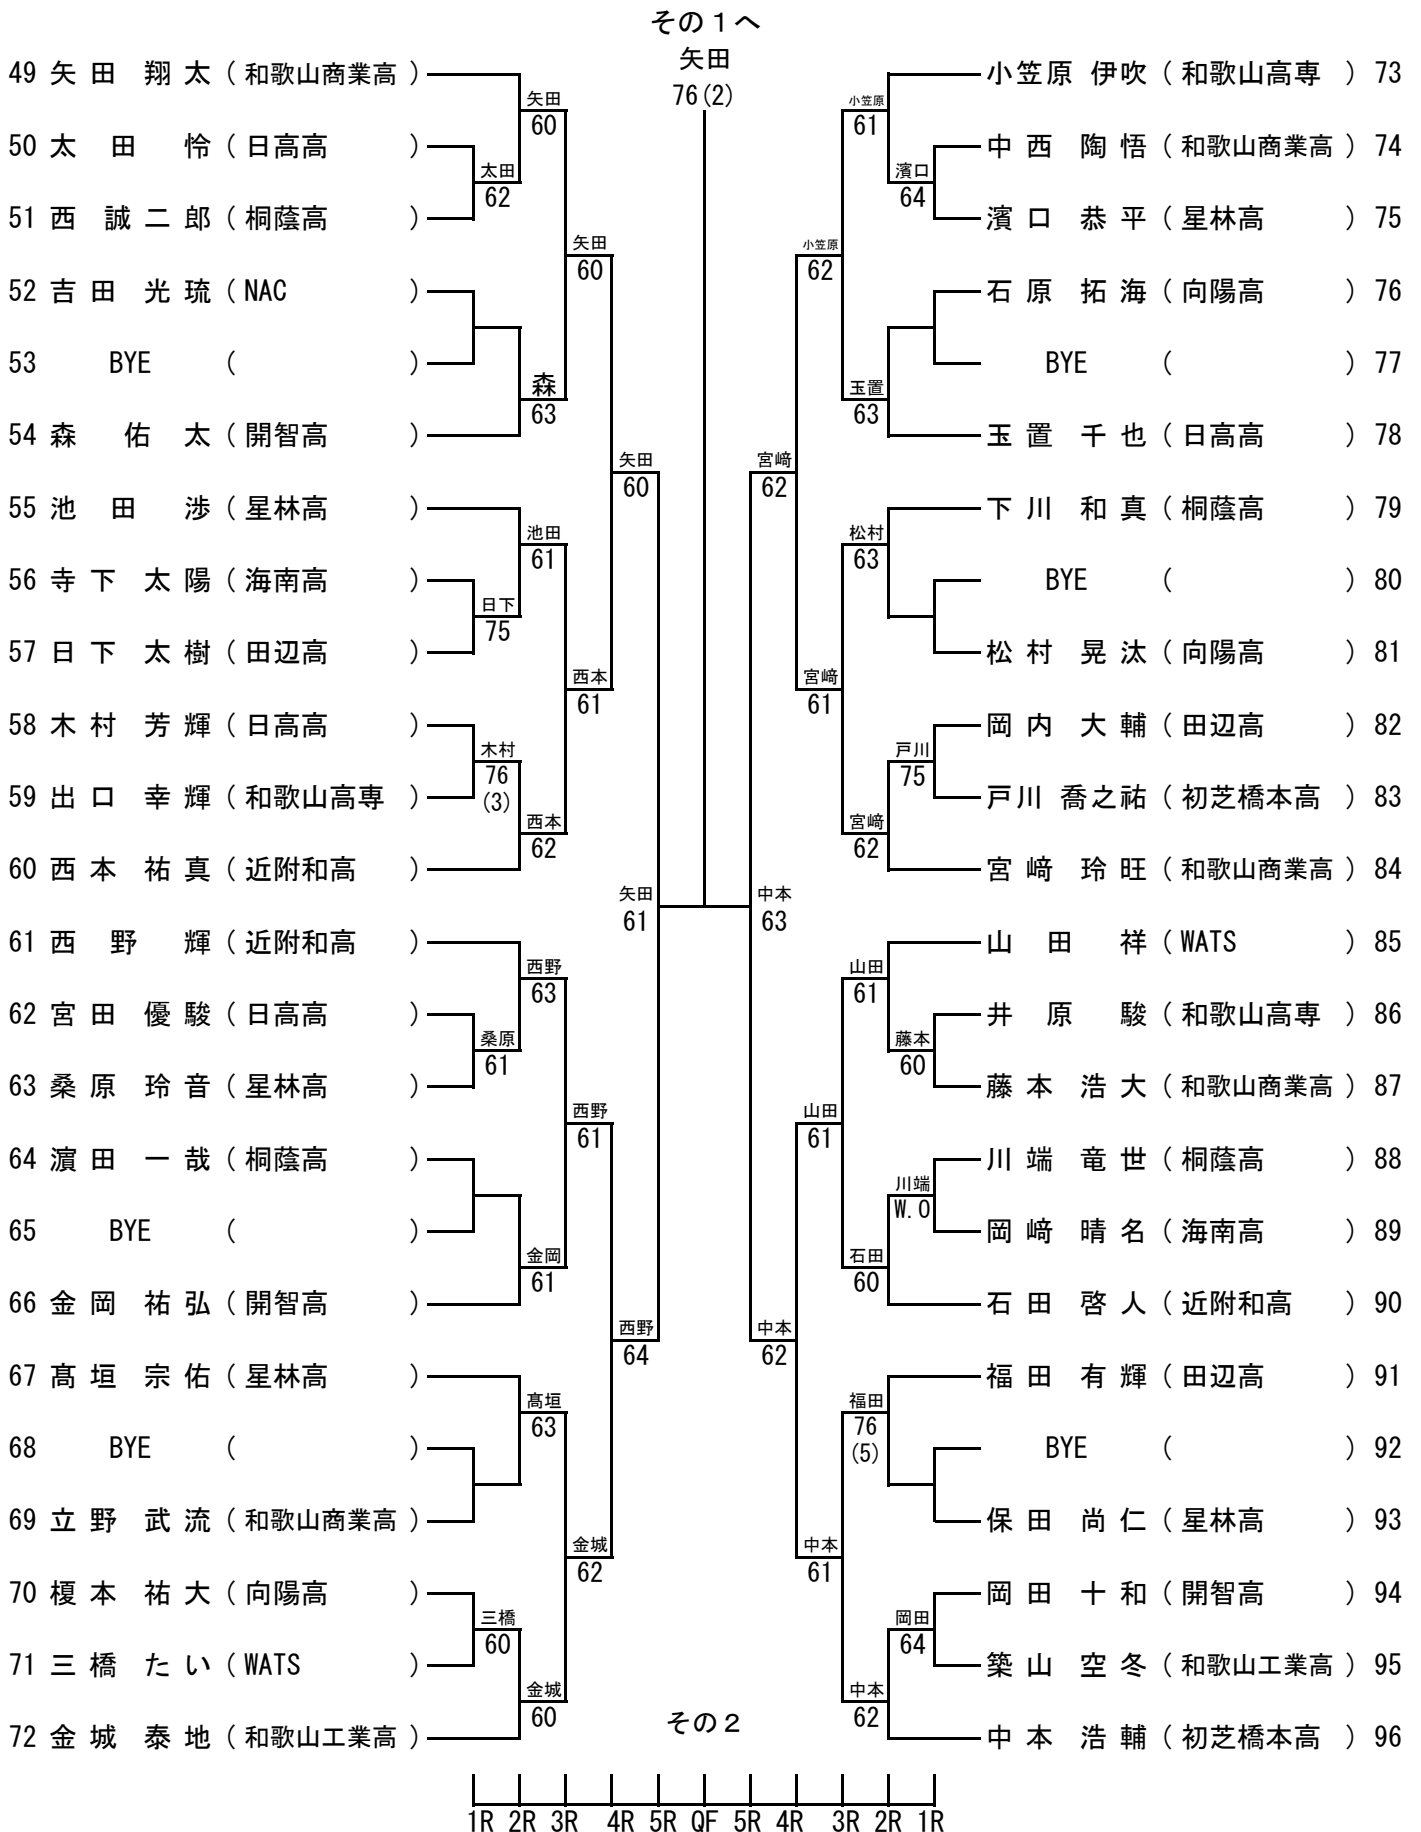 その１へ
矢田
76(2)
49 矢田 翔太 ( 和歌山商業高 )
50 太田 怜 ( 日高高 )
51 西 誠二郎 ( 桐蔭高 )
52 吉田 光琉 ( NAC )
53 BYE ( )
54 森 佑太 ( 開智高 )
55 池田 渉 ( 星林高 )
56 寺下 太陽 ( 海南高 )
57 日下 太樹 ( 田辺高 )
58 木村 芳輝 ( 日高高 )
59 出口 幸輝 ( 和歌山高専 )
60 西本 祐真 ( 近附和高 )
61 西野 輝 ( 近附和高 )
62 宮田 優駿 ( 日高高 )
63 桑原 玲音 ( 星林高 )
64 濵田 一哉 ( 桐蔭高 )
65 BYE ( )
66 金岡 祐弘 ( 開智高 )
67 髙垣 宗佑 ( 星林高 )
68 BYE ( )
69 立野 武流 ( 和歌山商業高 )
70 榎本 祐大 ( 向陽高 )
71 三橋 たい ( WATS )
72 金城 泰地 ( 和歌山工業高 )
太田
62
日下
75
木村
76
(3)
桑原
61
三橋
60
矢田
60
森
63
池田
61
西本
62
西野
63
金岡
61
髙垣
63
金城
60
矢田
60
西本
61
西野
61
金城
62
矢田
60
西野
64
矢田
61
中本
63
宮﨑
62
中本
62
小笠原
62
宮﨑
61
山田
61
中本
61
小笠原
61
玉置
63
松村
63
宮﨑
62
山田
61
石田
60
福田
76
(5)
中本
62
濱口
64
戸川
75
藤本
60
川端
W.O
岡田
64
小笠原 伊吹 ( 和歌山高専 ) 73
中西 陶悟 ( 和歌山商業高 ) 74
濱口 恭平 ( 星林高 ) 75
石原 拓海 ( 向陽高 ) 76
BYE ( ) 77
玉置 千也 ( 日高高 ) 78
下川 和真 ( 桐蔭高 ) 79
BYE ( ) 80
松村 晃汰 ( 向陽高 ) 81
岡内 大輔 ( 田辺高 ) 82
戸川 喬之祐 ( 初芝橋本高 ) 83
宮﨑 玲旺 ( 和歌山商業高 ) 84
山田 祥 ( WATS ) 85
井原 駿 ( 和歌山高専 ) 86
藤本 浩大 ( 和歌山商業高 ) 87
川端 竜世 ( 桐蔭高 ) 88
岡﨑 晴名 ( 海南高 ) 89
石田 啓人 ( 近附和高 ) 90
福田 有輝 ( 田辺高 ) 91
BYE ( ) 92
保田 尚仁 ( 星林高 ) 93
岡田 十和 ( 開智高 ) 94
築山 空冬 ( 和歌山工業高 ) 95
中本 浩輔 ( 初芝橋本高 ) 96
その２
1R 2R 3R 4R 5R QF 5R 4R 3R 2R 1R